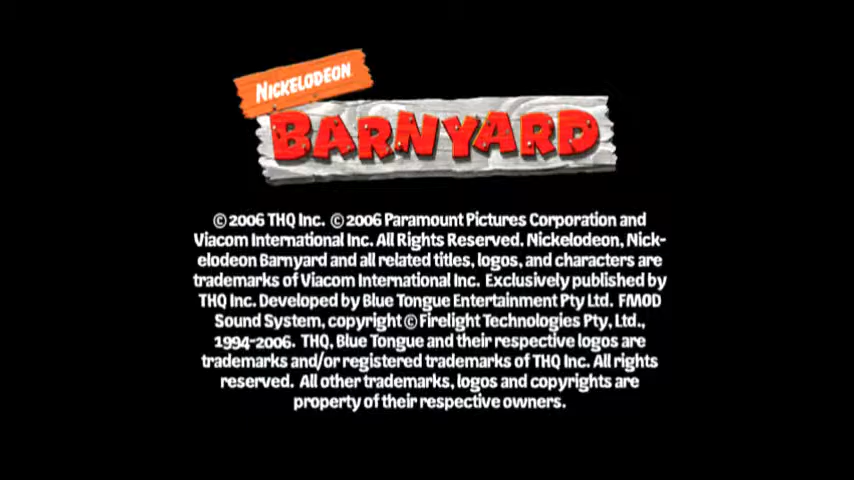 NICKELODEON
BARNYARD
© 2006 THQ Inc. © 2006 Paramount Pictures Corporation and
Viacom International Inc. All Rights Reserved. Nickelodeon, Nick-
elodeon Barnyard and all related titles, logos, and characters are
trademarks of Viacom International Inc. Exclusively published by
THQ Inc. Developed by Blue Tongue Entertainment Pty Ltd. FMOD
Sound System, copyright © Firelight Technologies Pty, Ltd.,
1994-2006. THQ, Blue Tongue and their respective logos are
trademarks and/or registered trademarks of THQ Inc. All rights
reserved. All other trademarks, logos and copyrights are
property of their respective owners.